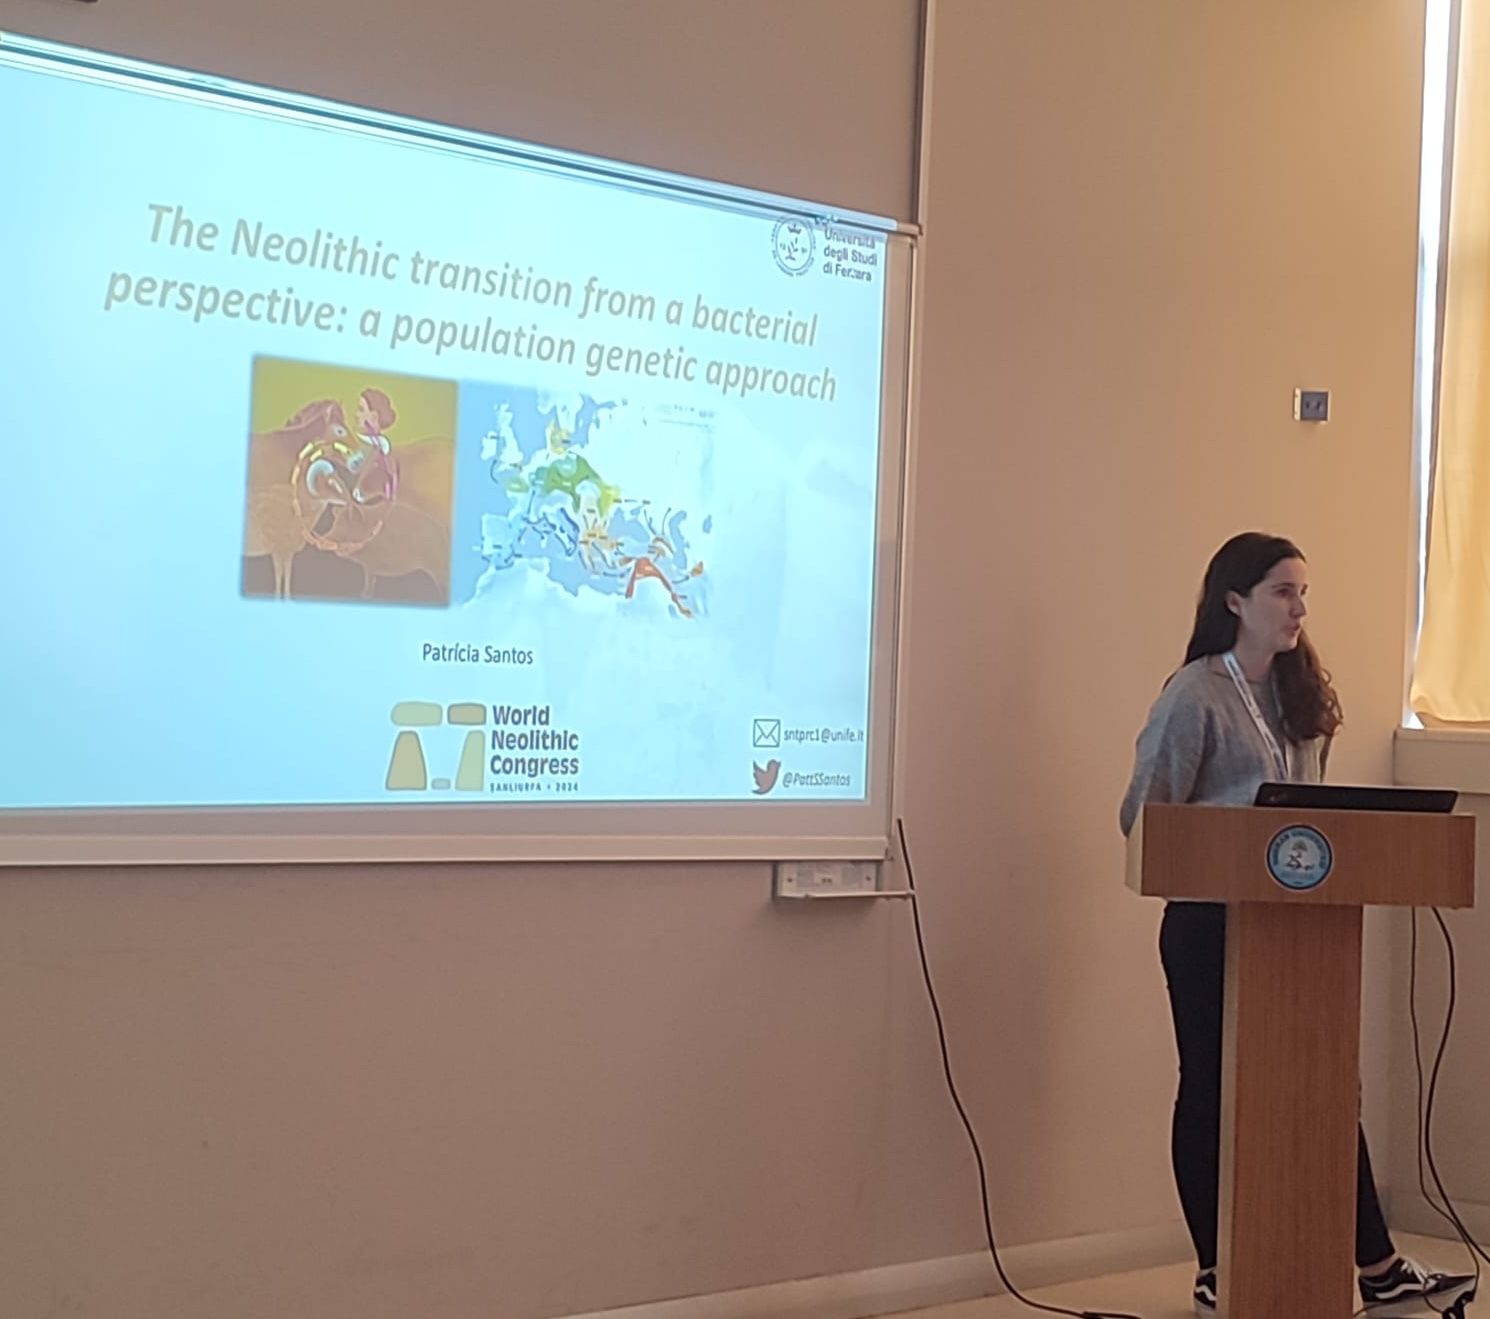 The Neolithic transition from a bacterial
perspective: a population genetic approach
Università
degli Studi
di Ferrara
Patrícia Santos
World
Neolithic
Congress
ŞANLIURFA • 2024
sntprc1@unife.it
@PattSSantos